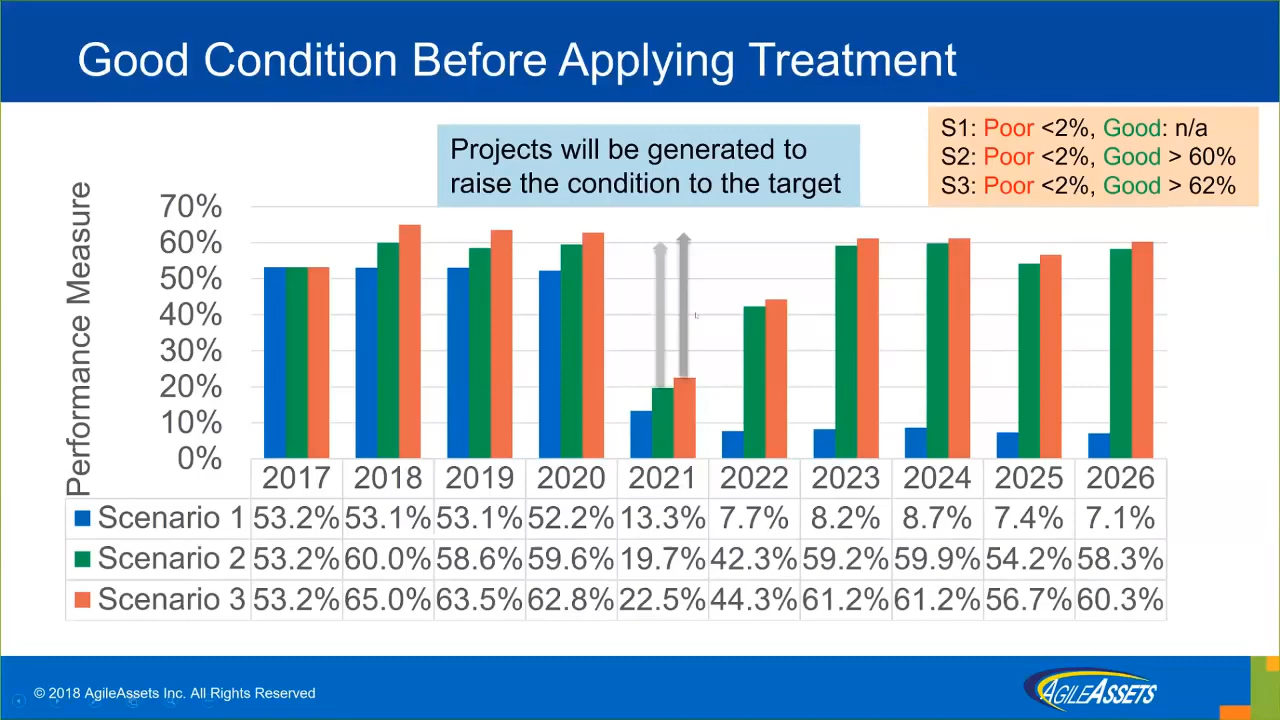 Good Condition Before Applying Treatment
Projects will be generated to
raise the condition to the target
S1: Poor <2%, Good: n/a
S2: Poor <2%, Good > 60%
S3: Poor <2%, Good > 62%
Performance Measure
70%
60%
50%
40%
30%
20%
10%
0%
2017 2018 2019 2020 2021 2022 2023 2024 2025 2026
Scenario 1 53.2% 53.1% 53.1% 52.2% 13.3% 7.7% 8.2% 8.7% 7.4% 7.1%
Scenario 2 53.2% 60.0% 58.6% 59.6% 19.7% 42.3% 59.2% 59.9% 54.2% 58.3%
Scenario 3 53.2% 65.0% 63.5% 62.8% 22.5% 44.3% 61.2% 61.2% 56.7% 60.3%
© 2018 AgileAssets Inc. All Rights Reserved
AGILEASSETS